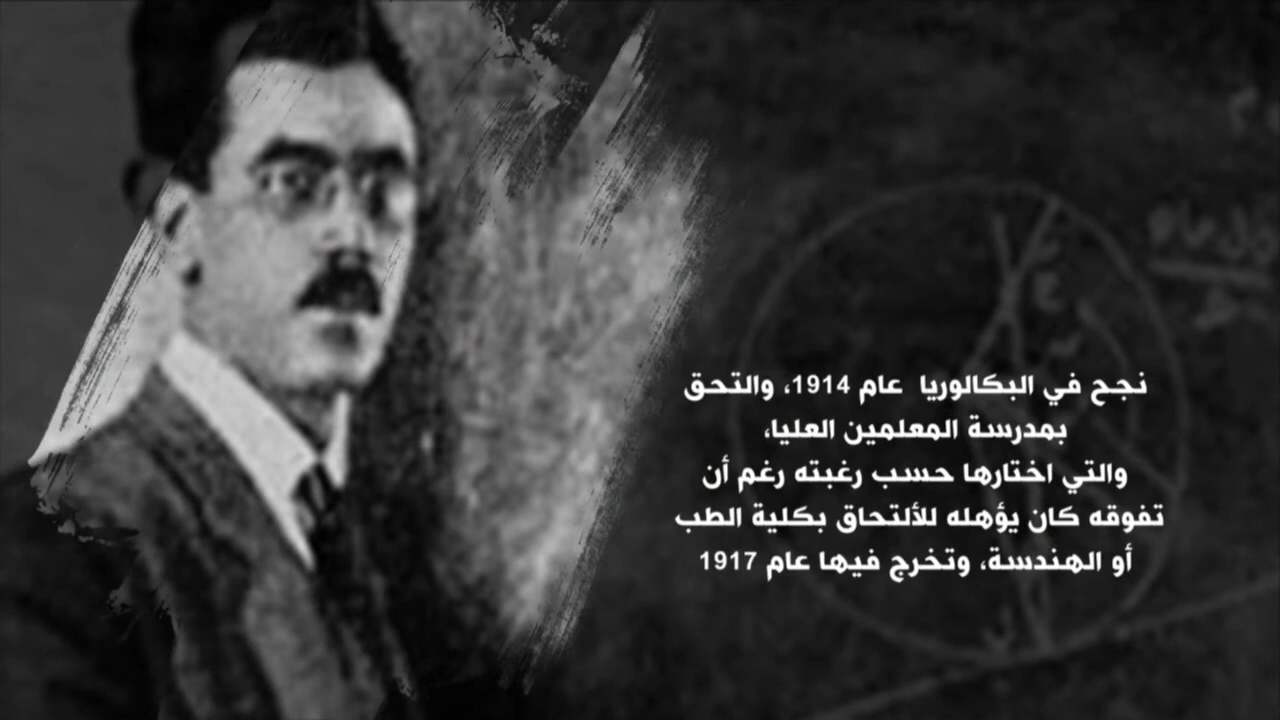 نجح في البكالوريا  عام 1914، والتحق
بمدرسة المعلمين العليا،
والتي اختارها حسب رغبته رغم أن
تفوقه كان يؤهله للألتحاق بكلية الطب
أو الهندسة، وتخرج فيها عام 1917